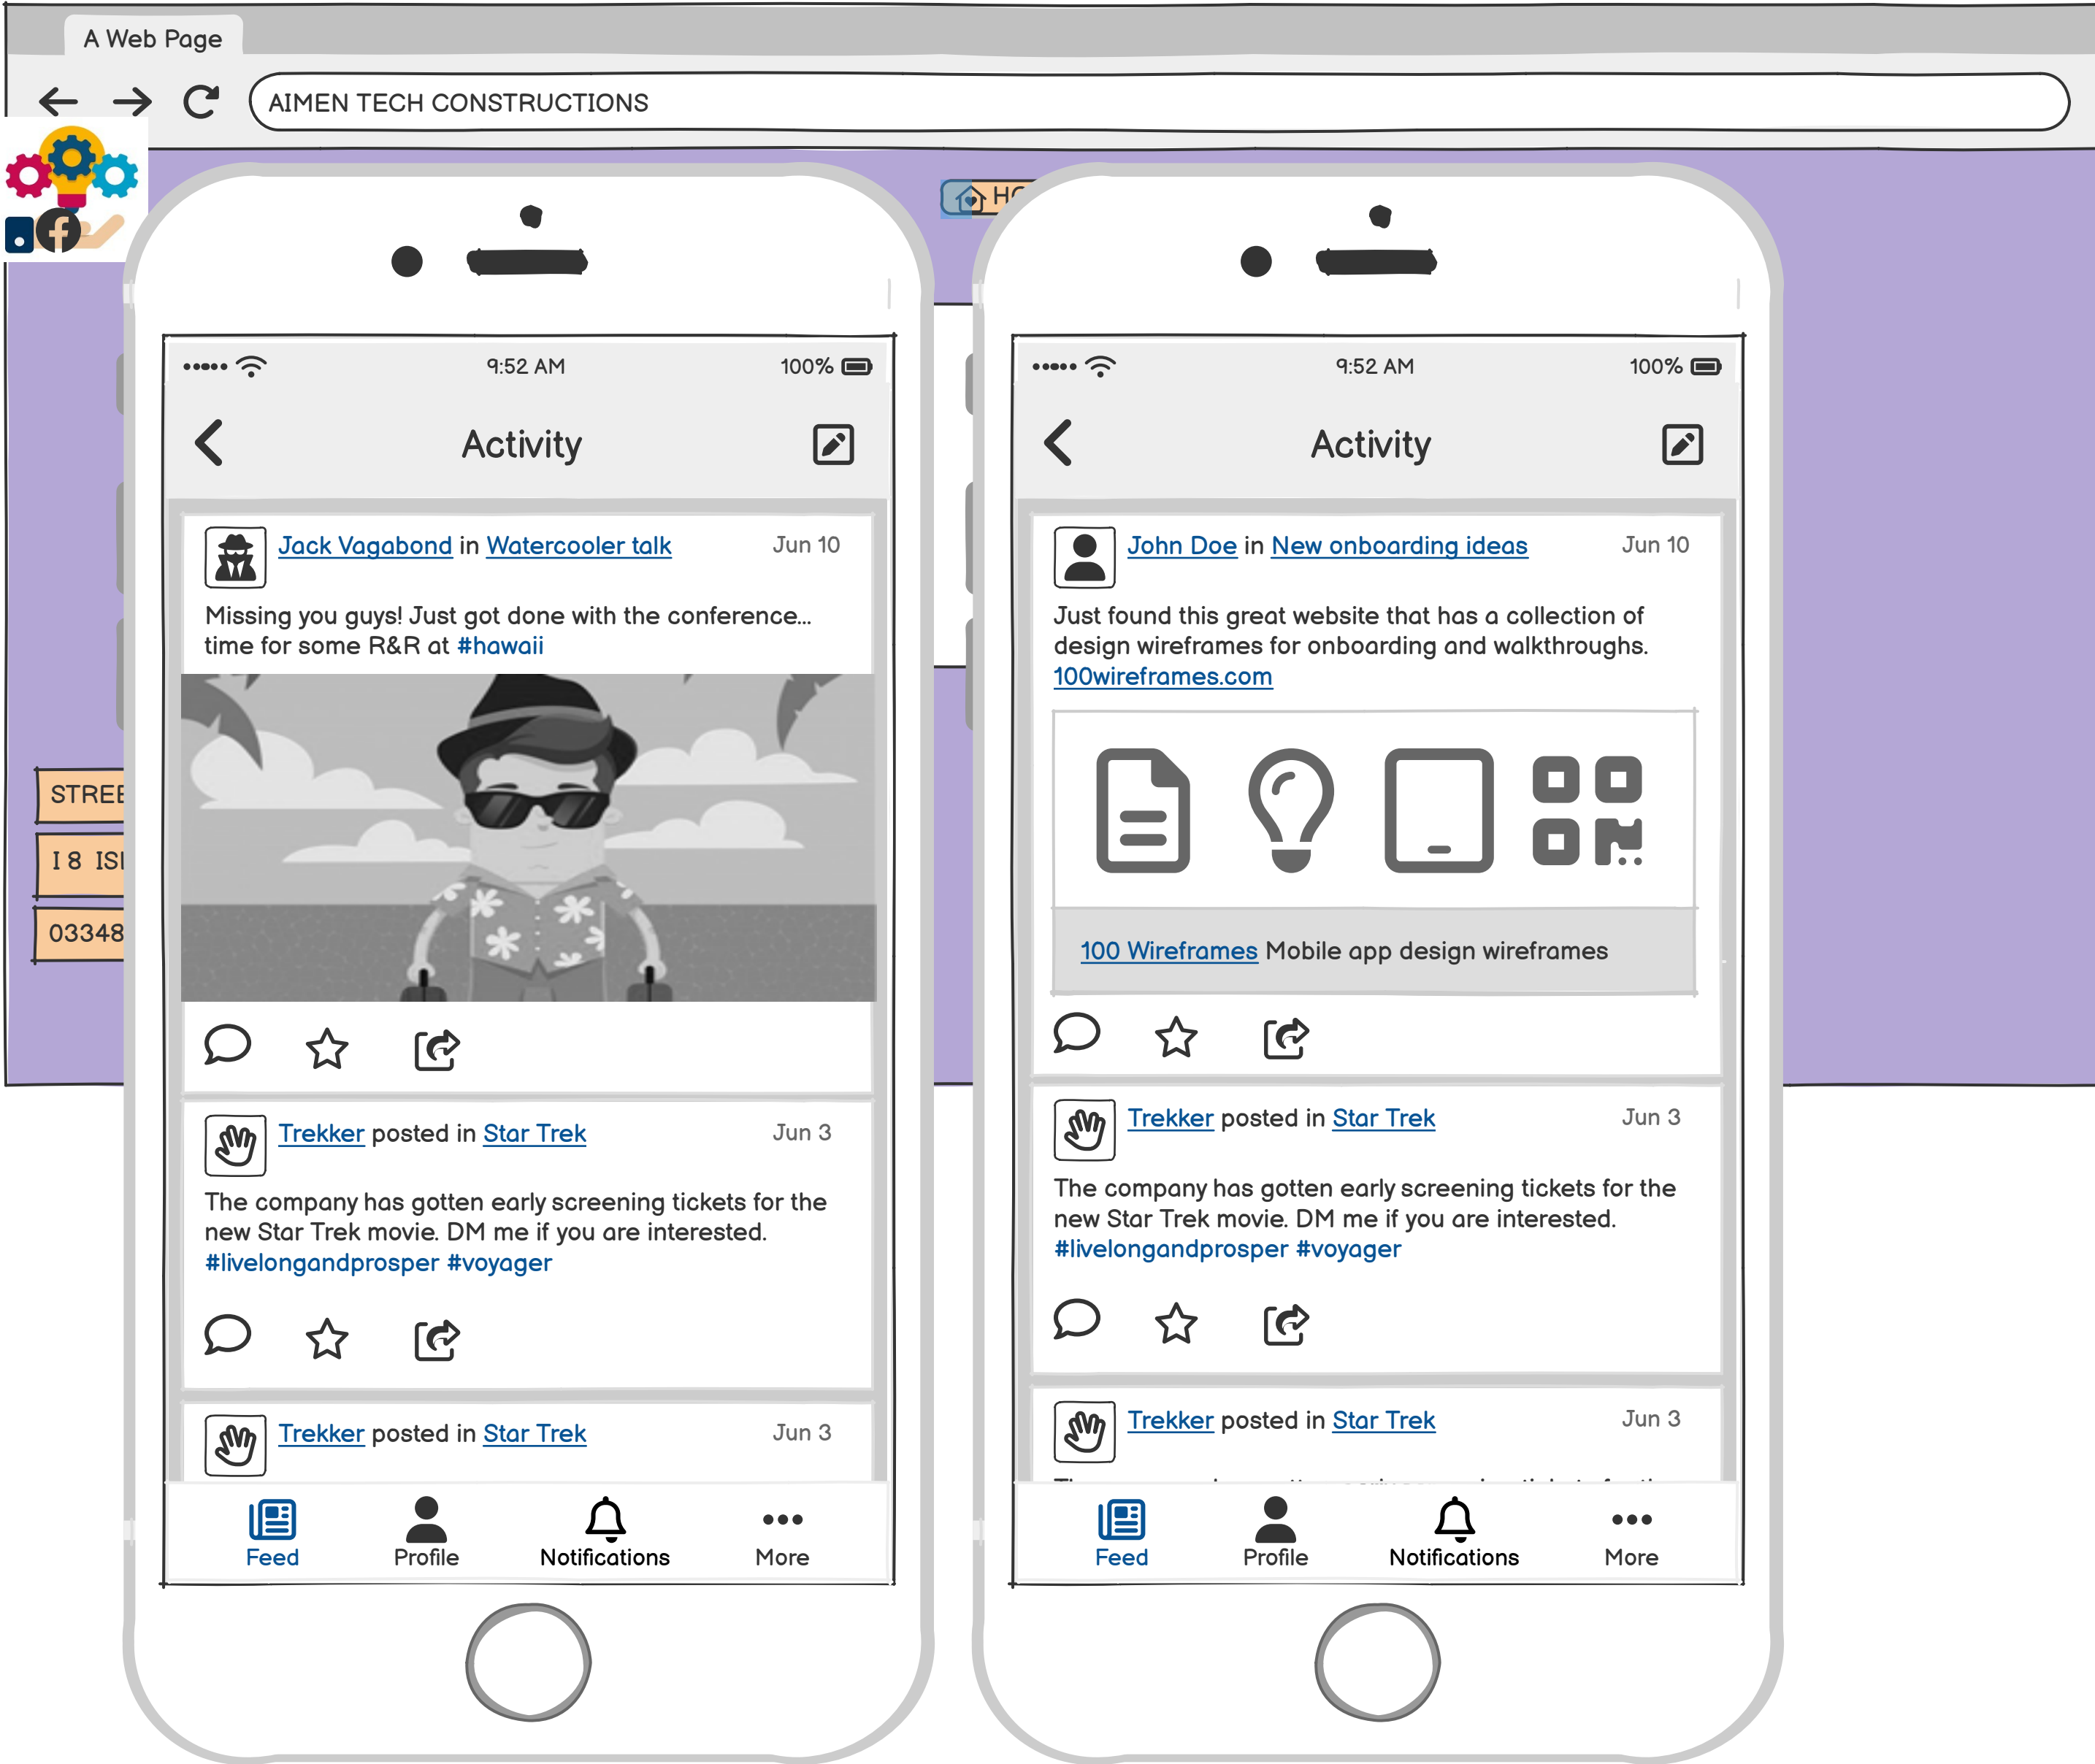 A Web Page
AIMEN TECH CONSTRUCTIONS
9:52 AM
100%
Activity
Jack Vagabond in Watercooler talk
Jun 10
Missing you guys! Just got done with the conference...
time for some R&R at #hawaii
Trekker posted in Star Trek
Jun 3
The company has gotten early screening tickets for the
new Star Trek movie. DM me if you are interested.
#livelongandprosper #voyager
Trekker posted in Star Trek
Jun 3
Feed
Profile
Notifications
More
9:52 AM
100%
Activity
John Doe in New onboarding ideas
Jun 10
Just found this great website that has a collection of
design wireframes for onboarding and walkthroughs.
100wireframes.com
100 Wireframes Mobile app design wireframes
Trekker posted in Star Trek
Jun 3
The company has gotten early screening tickets for the
new Star Trek movie. DM me if you are interested.
#livelongandprosper #voyager
Trekker posted in Star Trek
Jun 3
Feed
Profile
Notifications
More
I 8
03348